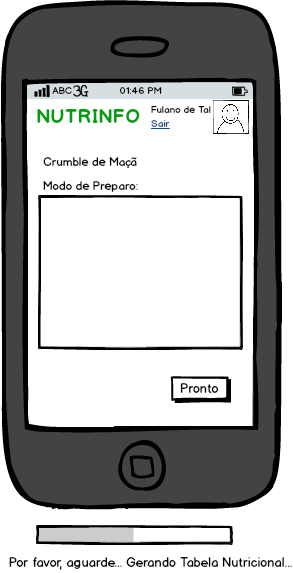 ABC 3G 01:46 PM
NUTRINFO
Fulano de Tal
Sair
Crumble de Maçã
Modo de Preparo:
Pronto
Por favor, aguarde... Gerando Tabela Nutricional...